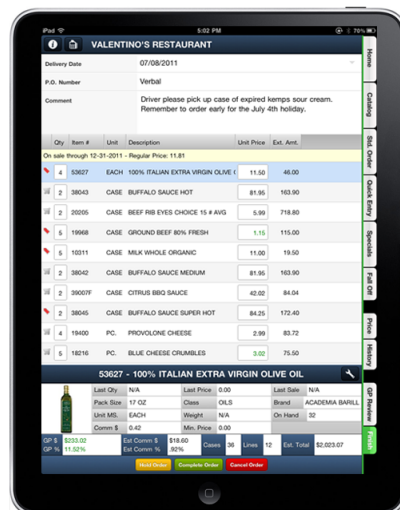 iPad 5:02 PM 70%
VALENTINO'S RESTAURANT
Delivery Date 07/08/2011
P.O. Number Verbal
Comment Driver please pick up case of expired kemps sour cream.
Remember to order early for the July 4th holiday.
Qty Item # Unit Description Unit Price Ext. Amt.
On sale through 12-31-2011 - Regular Price: 11.81
4 53627 EACH 100% ITALIAN EXTRA VIRGIN OLIVE ( 11.50 46.00
2 38043 CASE BUFFALO SAUCE HOT 81.95 163.90
2 20205 CASE BEEF RIB EYES CHOICE 15 # AVG 5.99 718.80
5 19968 CASE GROUND BEEF 80% FRESH 1.15 115.00
5 10311 CASE MILK WHOLE ORGANIC 11.00 19.50
2 38042 CASE BUFFALO SAUCE MEDIUM 81.95 163.90
2 39007F CASE CITRUS BBQ SAUCE 42.02 84.04
2 38045 CASE BUFFALO SAUCE SUPER HOT 84.25 172.40
4 19400 PC. PROVOLONE CHEESE 2.99 83.72
5 18216 PC. BLUE CHEESE CRUMBLES 3.02 75.50
53627 - 100% ITALIAN EXTRA VIRGIN OLIVE OIL
Last Qty N/A Last Price 0.00 Last Sale N/A
Pack Size 17 OZ Class OILS Brand ACADEMIA BARILL
Unit MS. EACH Weight N/A On Hand 32
Comm $ 0.42 Min. Price 0.00
GP $ $233.02 Est Comm $ $18.60 Cases 36 Lines 12 Est. Total $2,023.07
GP % 11.52% Est Comm % .92%
Hold Order Complete Order Cancel Order
Home
Catalog
Std. Order
Quick Entry
Specials
Fall Off
Price
History
GP Review
Finish